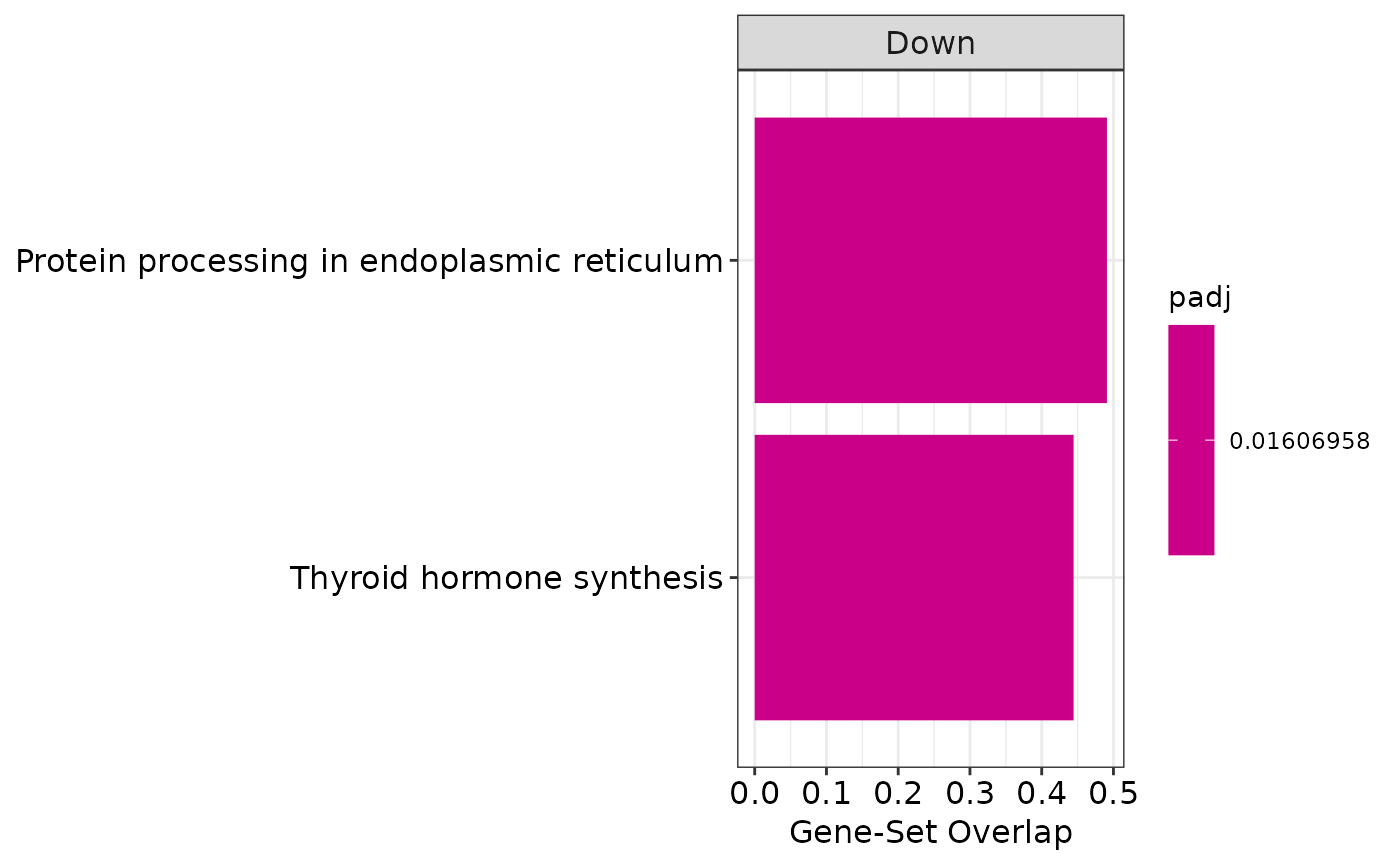 Down
Protein processing in endoplasmic reticulum
Thyroid hormone synthesis
0.0 0.1 0.2 0.3 0.4 0.5
Gene-Set Overlap
padj
0.01606958